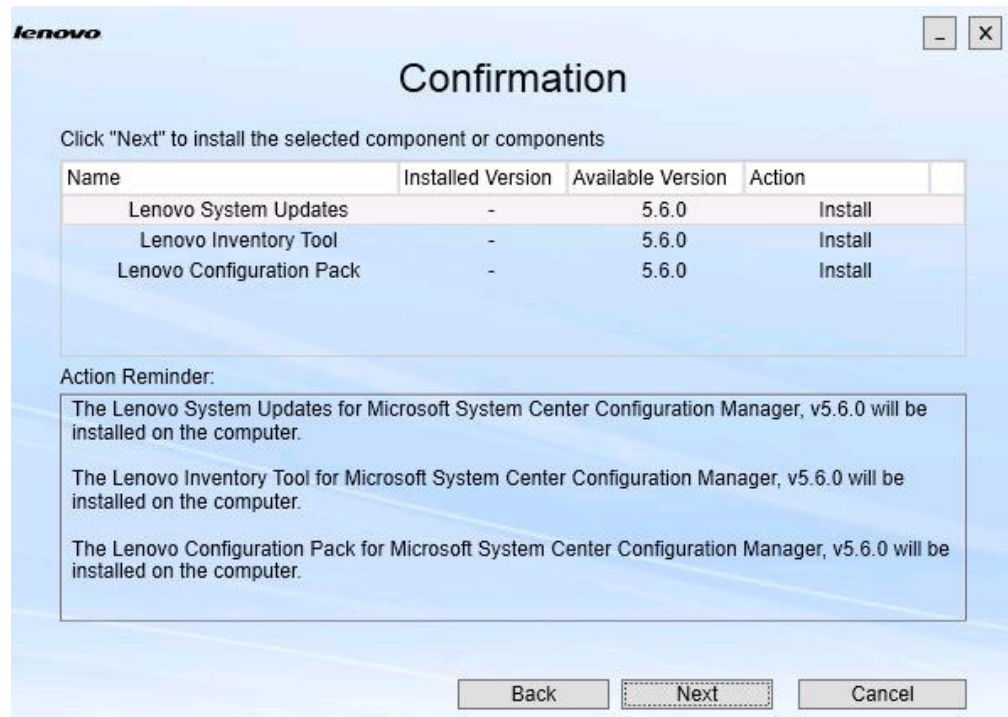 lenovo
_ X
Confirmation
Click "Next" to install the selected component or components
Name Installed Version Available Version Action
Lenovo System Updates - 5.6.0 Install
Lenovo Inventory Tool - 5.6.0 Install
Lenovo Configuration Pack - 5.6.0 Install
Action Reminder:
The Lenovo System Updates for Microsoft System Center Configuration Manager, v5.6.0 will be
installed on the computer.
The Lenovo Inventory Tool for Microsoft System Center Configuration Manager, v5.6.0 will be
installed on the computer.
The Lenovo Configuration Pack for Microsoft System Center Configuration Manager, v5.6.0 will be
installed on the computer.
Back Next Cancel